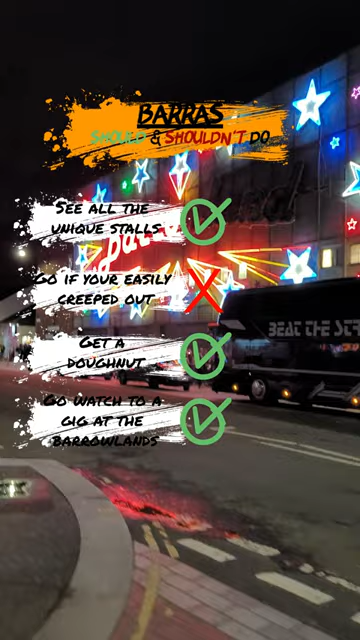 BARRAS
SHOULD & SHOULDN'T DO
SEE ALL THE
UNIQUE STALLS
GO IF YOUR EASILY
CREEPED OUT
GET A
DOUGHNUT
GO WATCH TO A
GIG AT THE
BARROWLANDS
BEAT THE STR